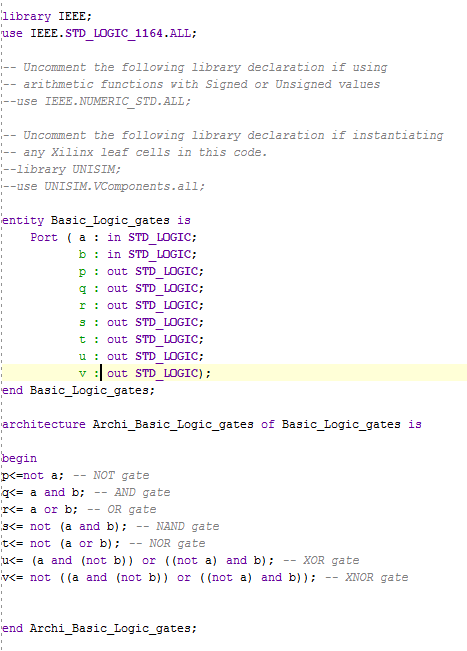 library IEEE;
use IEEE.STD_LOGIC_1164.ALL;
-- Uncomment the following library declaration if using
-- arithmetic functions with Signed or Unsigned values
--use IEEE.NUMERIC_STD.ALL;
-- Uncomment the following library declaration if instantiating
-- any Xilinx leaf cells in this code.
--library UNISIM;
--use UNISIM.VComponents.all;
entity Basic_Logic_gates is
Port ( a : in STD_LOGIC;
b : in STD_LOGIC;
p : out STD_LOGIC;
q : out STD_LOGIC;
r : out STD_LOGIC;
s : out STD_LOGIC;
t : out STD_LOGIC;
u : out STD_LOGIC;
v : out STD_LOGIC);
end Basic_Logic_gates;
architecture Archi_Basic_Logic_gates of Basic_Logic_gates is
begin
p<=not a; -- NOT gate
q<= a and b; -- AND gate
r<= a or b; -- OR gate
s<= not (a and b); -- NAND gate
t<= not (a or b); -- NOR gate
u<= (a and (not b)) or ((not a) and b); -- XOR gate
v<= not ((a and (not b)) or ((not a) and b)); -- XNOR gate
end Archi_Basic_Logic_gates;